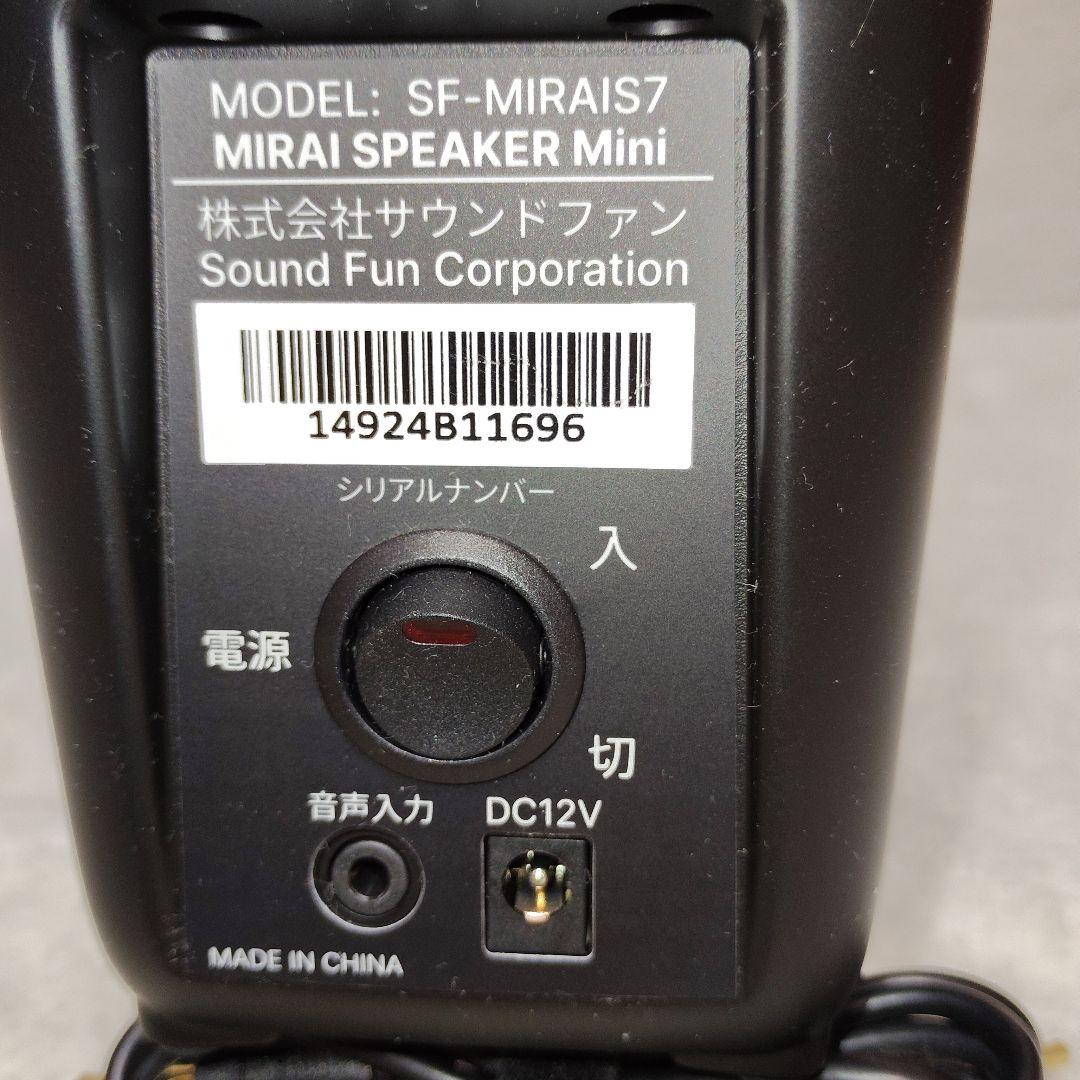 MODEL: SF-MIRAIS7
MIRAI SPEAKER Mini
株式会社サウンドファン
Sound Fun Corporation
14924B11696
シリアルナンバー
入
電源
切
音声入力 DC12V
MADE IN CHINA